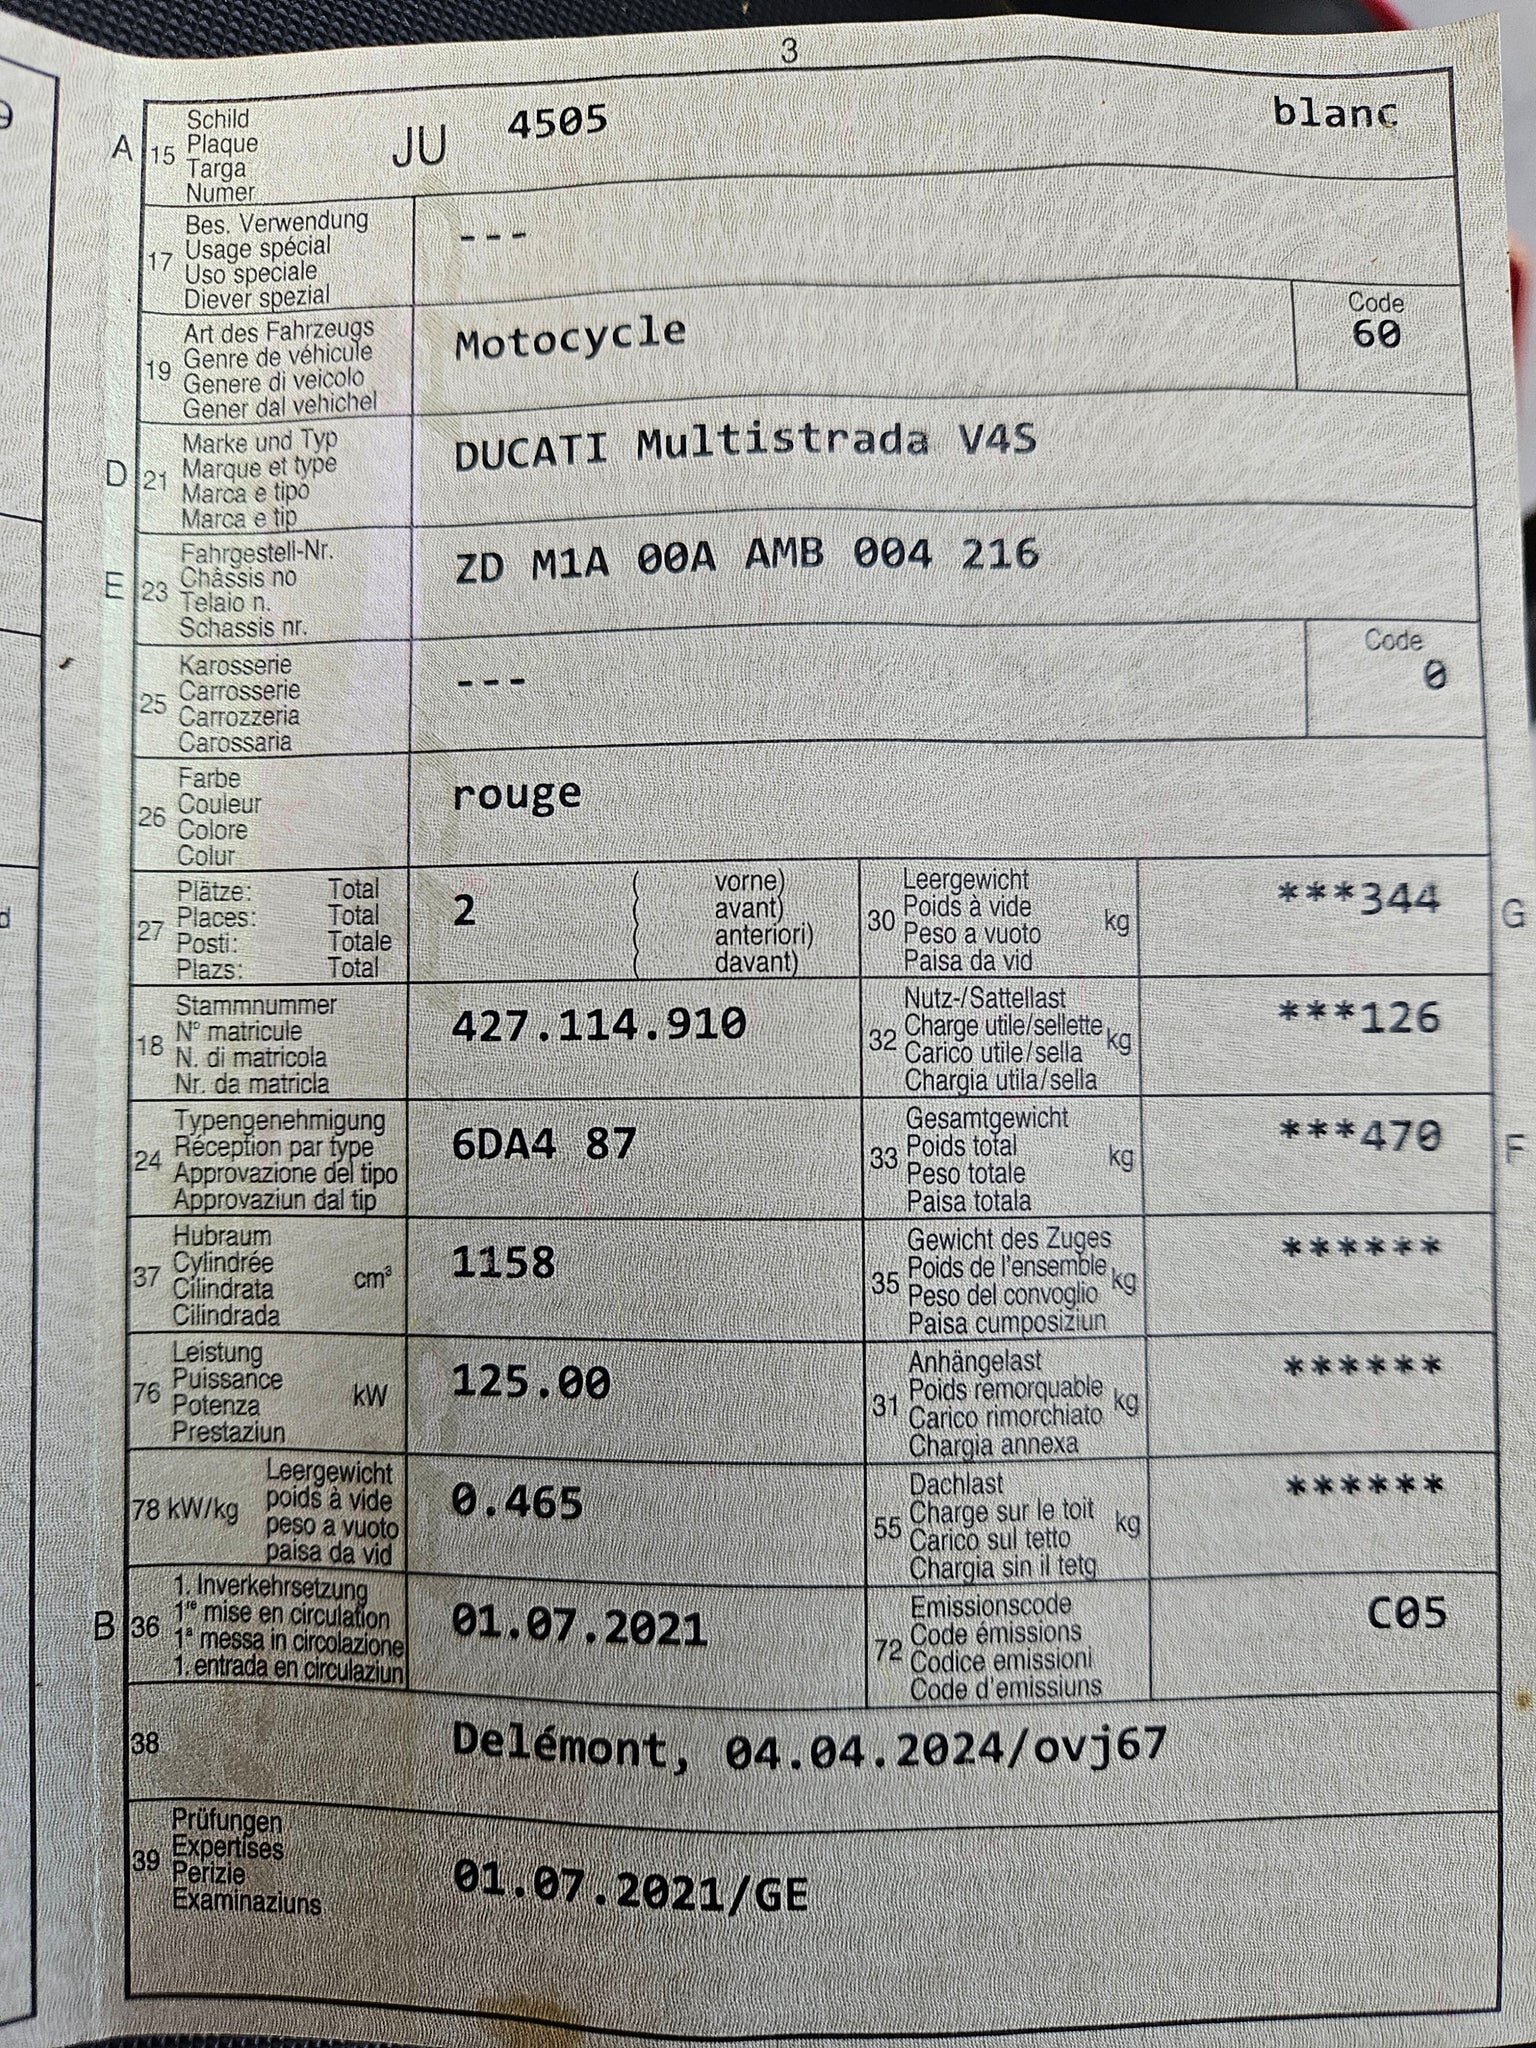 3
A 15 Schild JU 4505 blanc
Plaque
Targa
Numer
17 Bes. Verwendung ---
Usage spécial
Uso speciale
Diever spezial
19 Art des Fahrzeugs Motocycle Code 60
Genre de véhicule
Genere di veicolo
Gener dal vehichel
D 21 Marke und Typ DUCATI Multistrada V4S
Marque et type
Marca e tipo
Marca e tip
E 23 Fahrgestell-Nr. ZD M1A 00A AMB 004 216
Châssis no
Telaio n.
Schassis nr.
25 Karosserie --- Code 0
Carrosserie
Carrozzeria
Carossaria
26 Farbe rouge
Couleur
Colore
Colur
27 Plätze: Total 2 ( vorne)
Places: Total ( avant)
Posti: Totale ( anteriori)
Plazs: Total ( davant)
30 Leergewicht kg ***344 G
Poids à vide
Peso a vuoto
Paisa da vid
18 Stammnummer 427.114.910
N° matricule
N. di matricola
Nr. da matricla
32 Nutz-/Sattellast kg ***126
Charge utile/sellette
Carico utile/sella
Chargia utila/sella
24 Typengenehmigung 6DA4 87
Réception par type
Approvazione del tipo
Approvaziun dal tip
33 Gesamtgewicht kg ***470 F
Poids total
Peso totale
Paisa totala
37 Hubraum cm³ 1158
Cylindrée
Cilindrata
Cilindrada
35 Gewicht des Zuges kg ******
Poids de l'ensemble
Peso del convoglio
Paisa cumposiziun
76 Leistung kW 125.00
Puissance
Potenza
Prestaziun
31 Anhängelast kg ******
Poids remorquable
Carico rimorchiato
Chargia annexa
78 kW/kg Leergewicht 0.465
poids à vide
peso a vuoto
paisa da vid
55 Dachlast kg ******
Charge sur le toit
Carico sul tetto
Chargia sin il tetg
B 36 1. Inverkehrsetzung 01.07.2021
1re mise en circulation
1a messa in circolazione
1. entrada en circulaziun
72 Emissionscode C05
Code émissions
Codice emissioni
Code d'emissiuns
38 Delémont, 04.04.2024/ovj67
39 Prüfungen 01.07.2021/GE
Expertises
Perizie
Examinaziuns